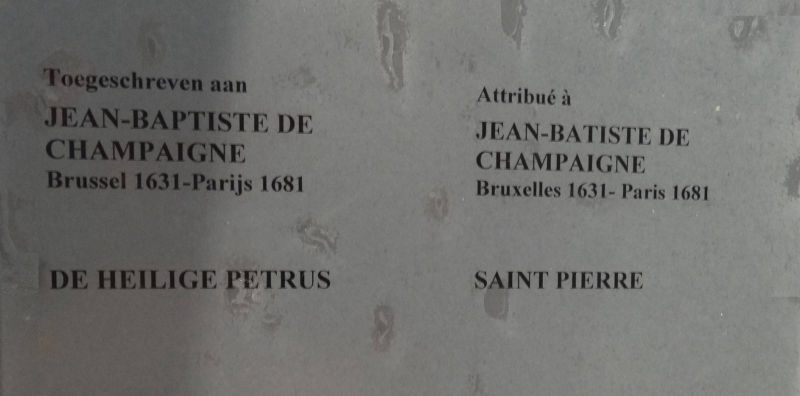 Toegeschreven aan
JEAN-BAPTISTE DE
CHAMPAIGNE
Brussel 1631-Parijs 1681
DE HEILIGE PETRUS
Attribué à
JEAN-BATISTE DE
CHAMPAIGNE
Bruxelles 1631- Paris 1681
SAINT PIERRE